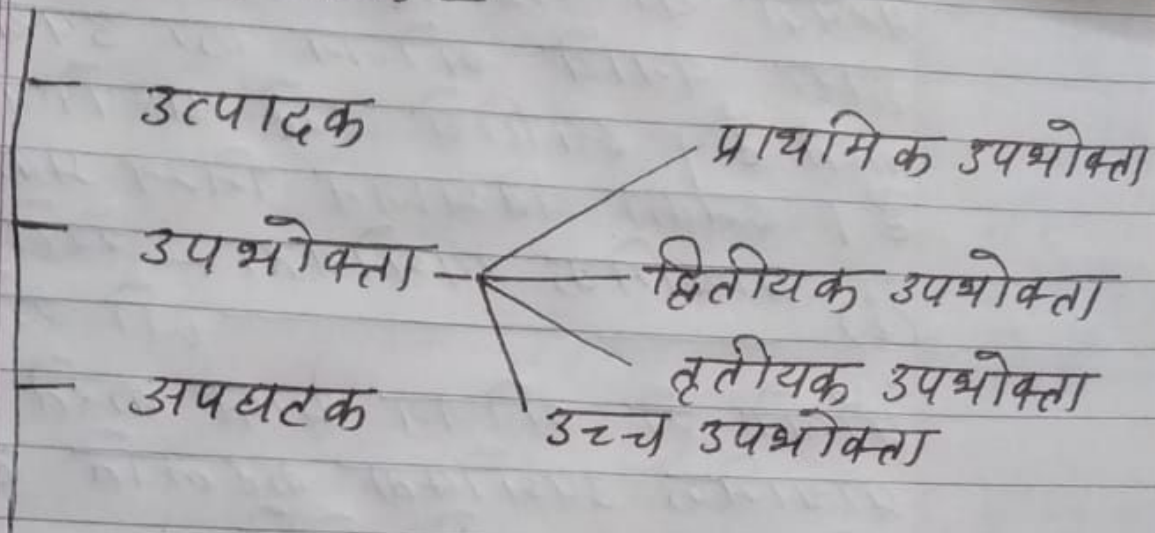 उत्पादक
प्राथमिक उपभोक्ता
उपभोक्ता
द्वितीयक उपभोक्ता
तृतीयक उपभोक्ता
अपघटक
उच्च उपभोक्ता